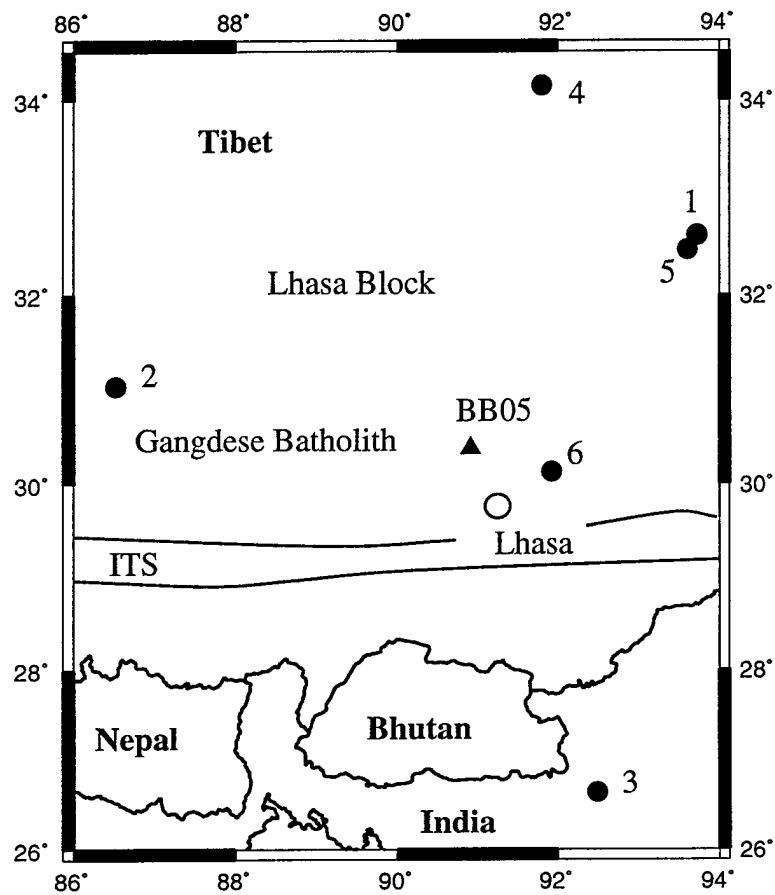 86˚ 88˚ 90˚ 92˚ 94˚
34˚ 4 34˚
Tibet
1
5
Lhasa Block
32˚ 32˚
2
BB05
Gangdese Batholith
6
30˚ 30˚
Lhasa
ITS
28˚ 28˚
Bhutan
Nepal
3
India
26˚ 26˚
86˚ 88˚ 90˚ 92˚ 94˚